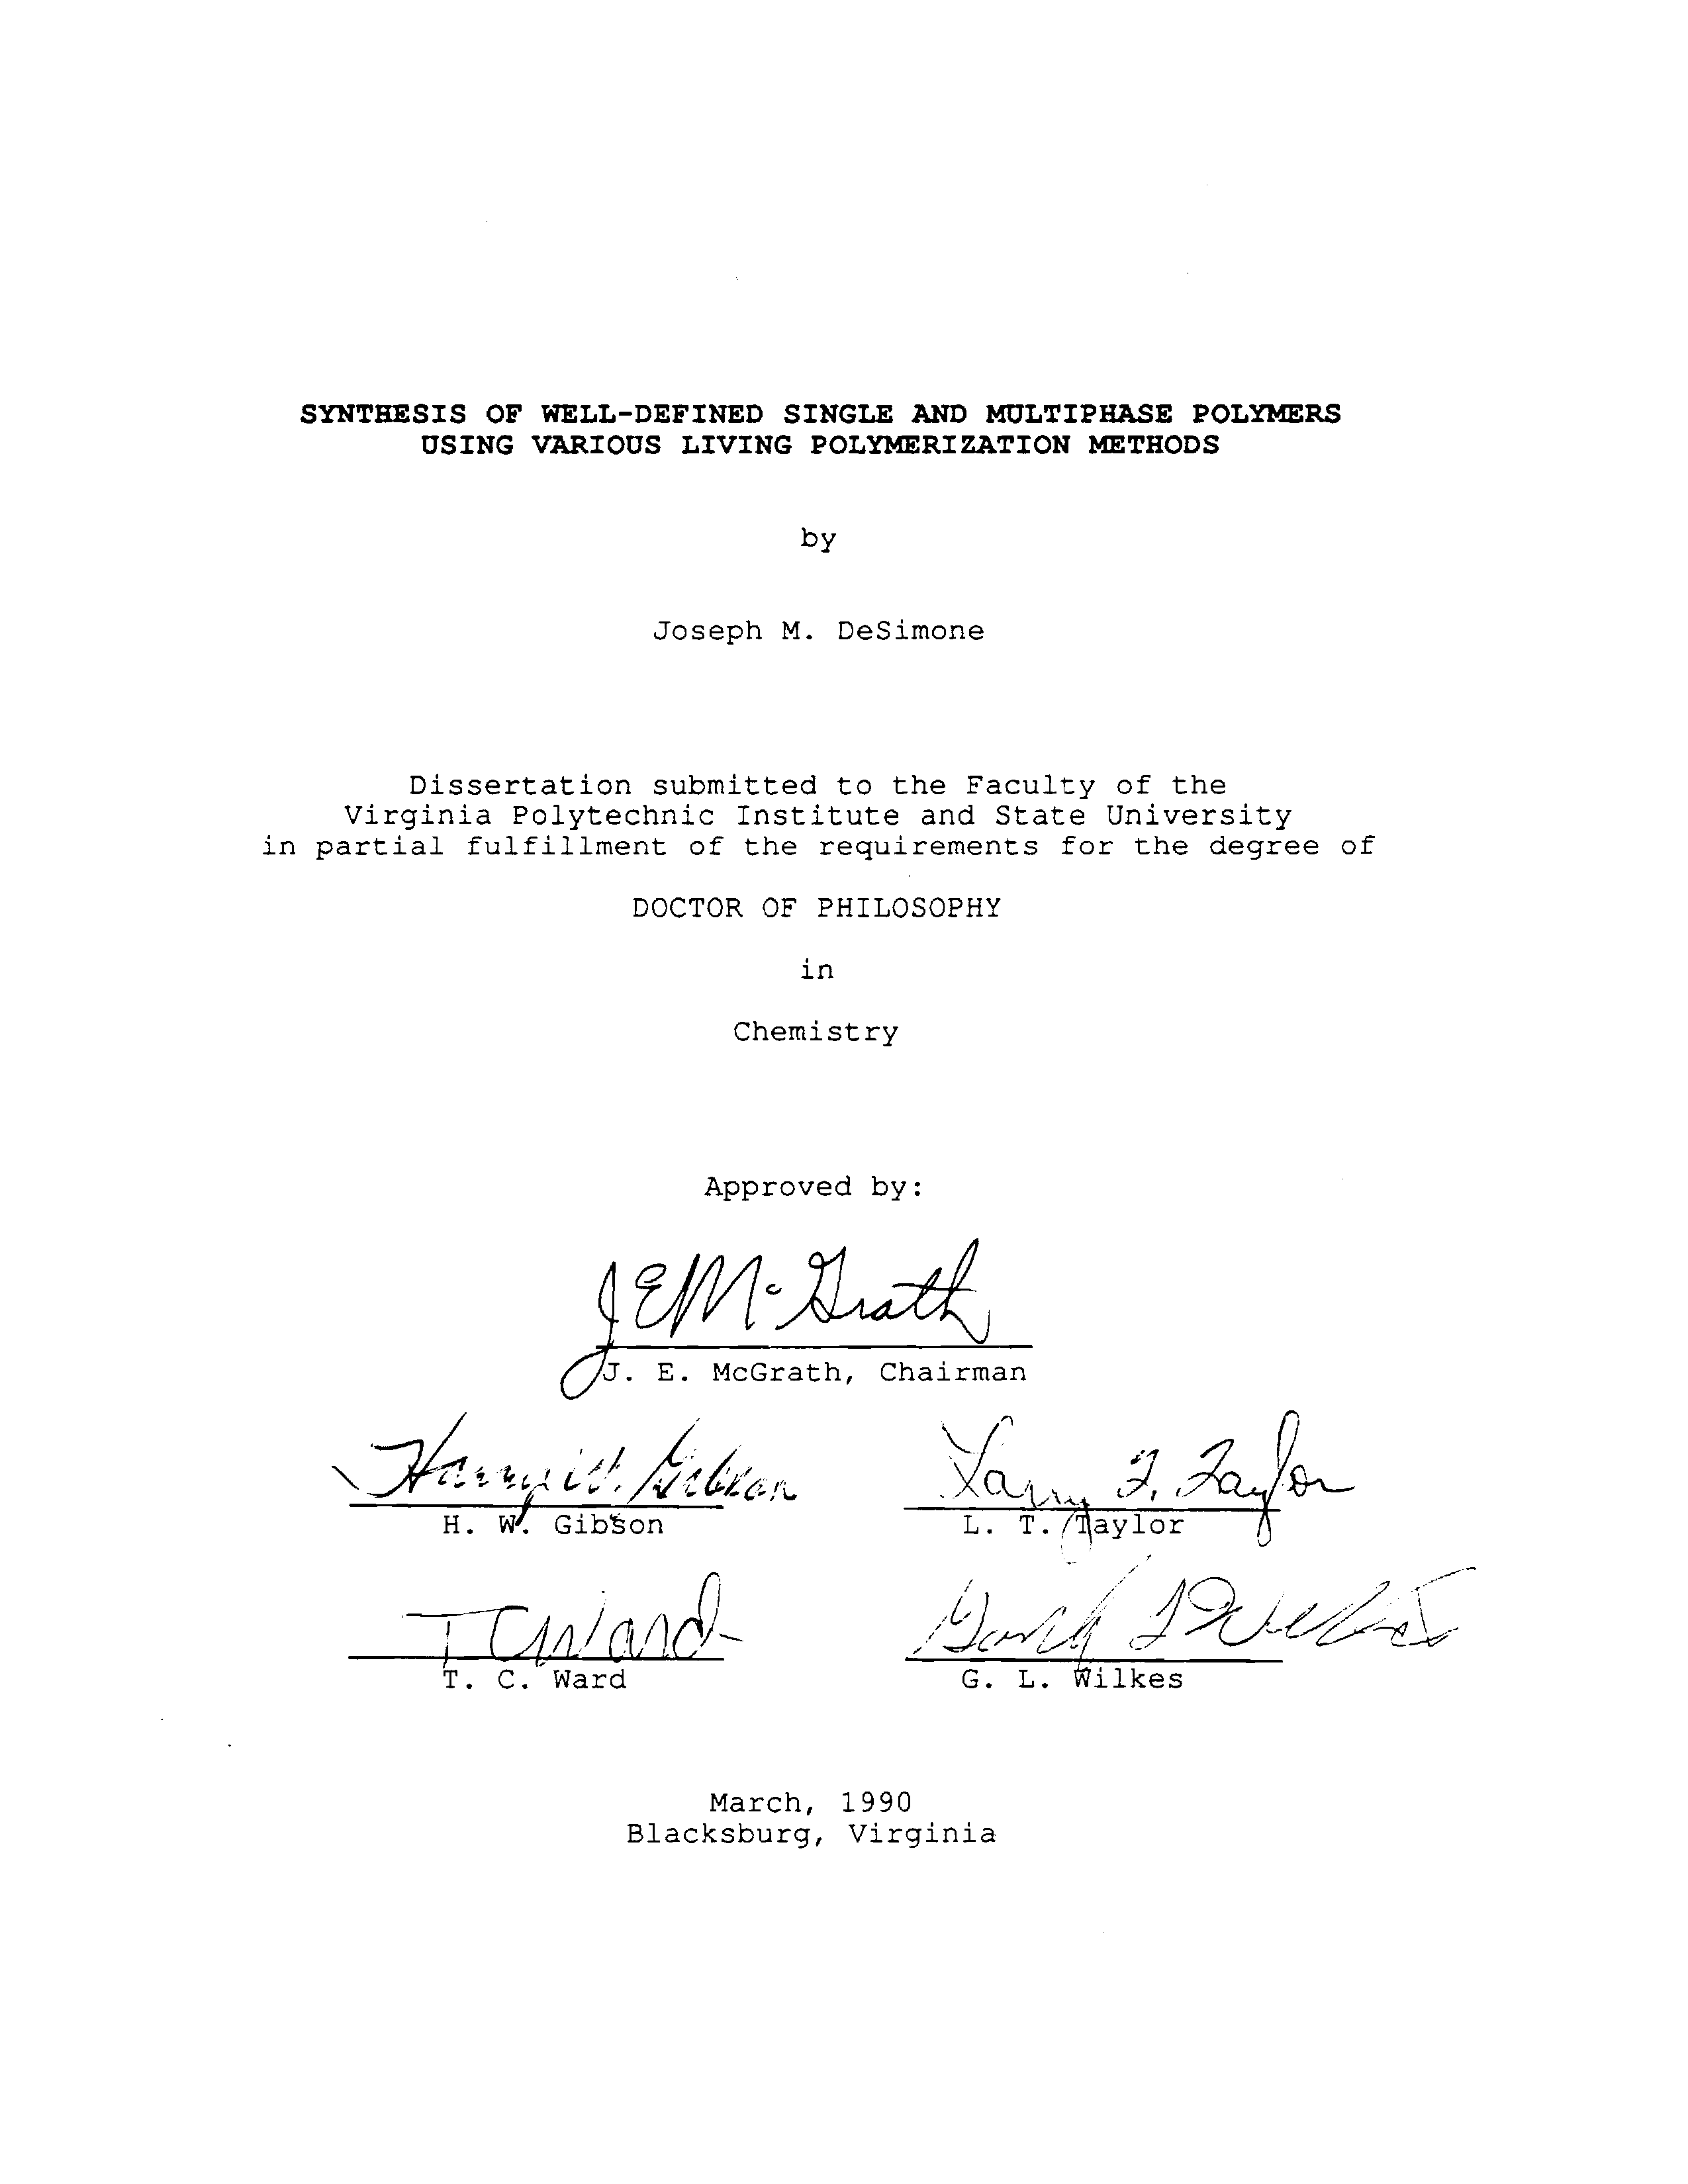 SYNTHESIS OF WELL-DEFINED SINGLE AND MULTIPHASE POLYMERS
USING VARIOUS LIVING POLYMERIZATION METHODS
by
Joseph M. DeSimone
Dissertation submitted to the Faculty of the
Virginia Polytechnic Institute and State University
in partial fulfillment of the requirements for the degree of
DOCTOR OF PHILOSOPHY
in
Chemistry
Approved by:
J E McGrath
J. E. McGrath, Chairman
Harry W. Gibson Larry T. Taylor
H. W. Gibson L. T. Taylor
T C Ward Garth L Wilkes
T. C. Ward G. L. Wilkes
March, 1990
Blacksburg, Virginia